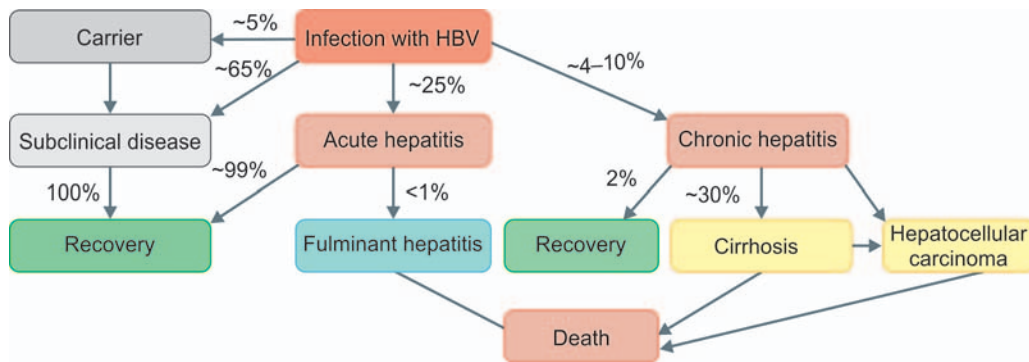 Carrier
~5%
Infection with HBV
~65%
~25%
~4–10%
Subclinical disease
Acute hepatitis
Chronic hepatitis
100%
~99%
<1%
2%
~30%
Recovery
Fulminant hepatitis
Recovery
Cirrhosis
Hepatocellular
carcinoma
Death